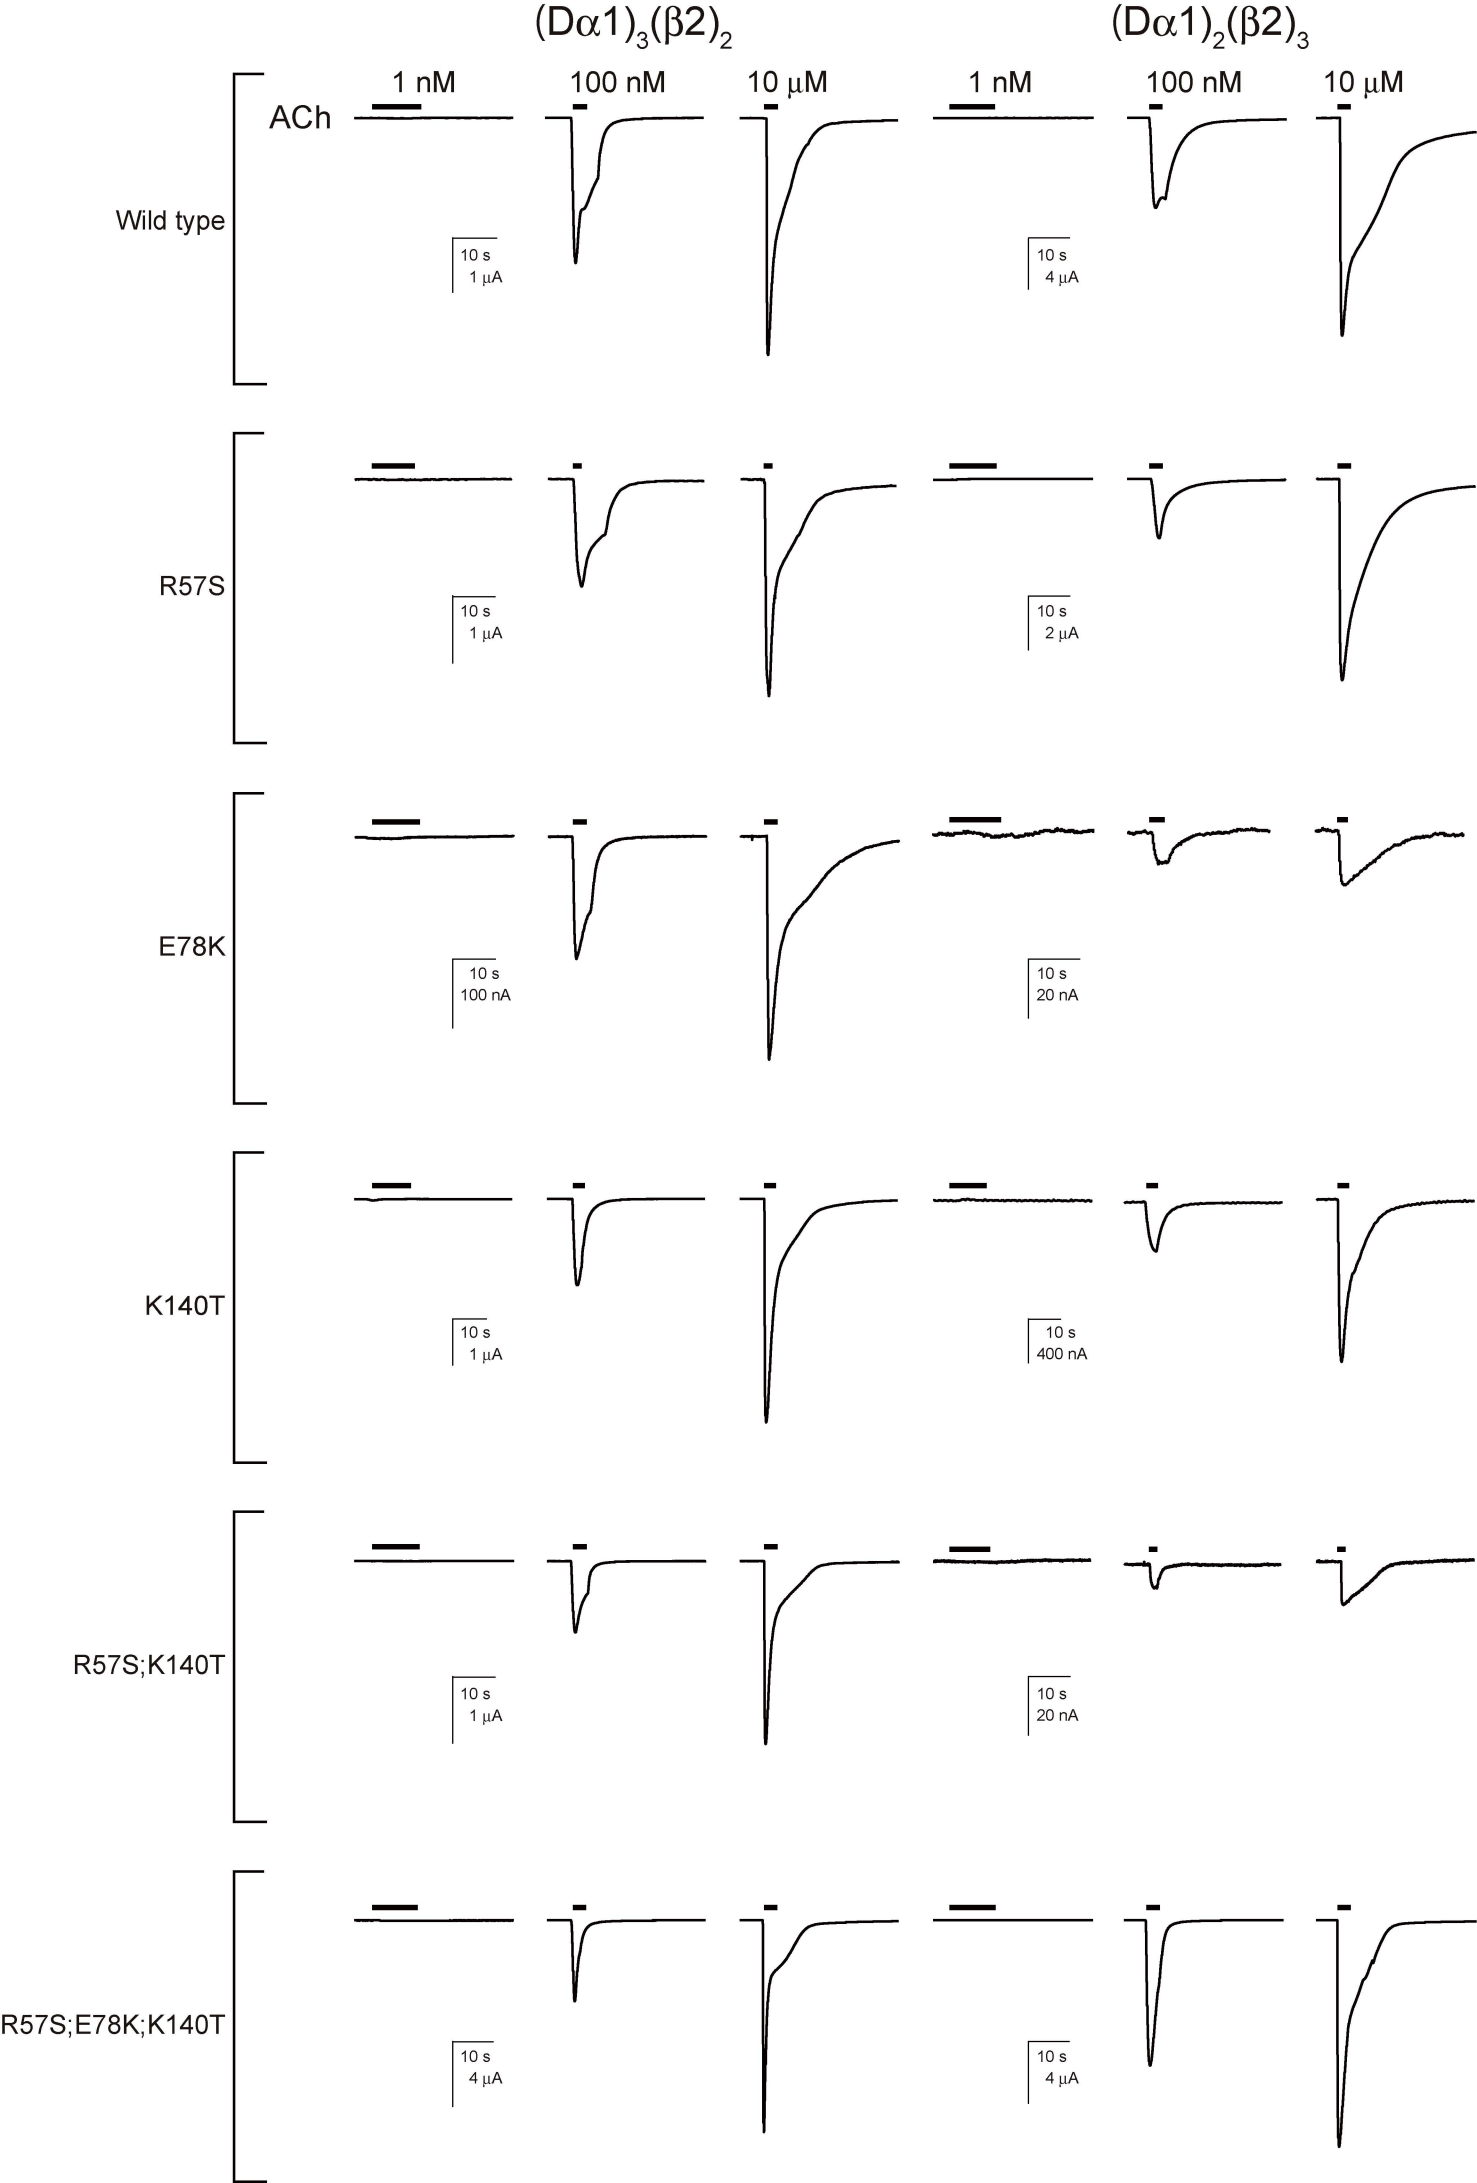 (Dα1)3(β2)2 (Dα1)2(β2)3
1 nM 100 nM 10 μM 1 nM 100 nM 10 μM
ACh
Wild type
10 s 10 s
1 μA 4 μA
R57S
10 s 10 s
1 μA 2 μA
E78K
10 s 10 s
100 nA 20 nA
K140T
10 s 10 s
1 μA 400 nA
R57S;K140T
10 s 10 s
1 μA 20 nA
R57S;E78K;K140T
10 s 10 s
4 μA 4 μA